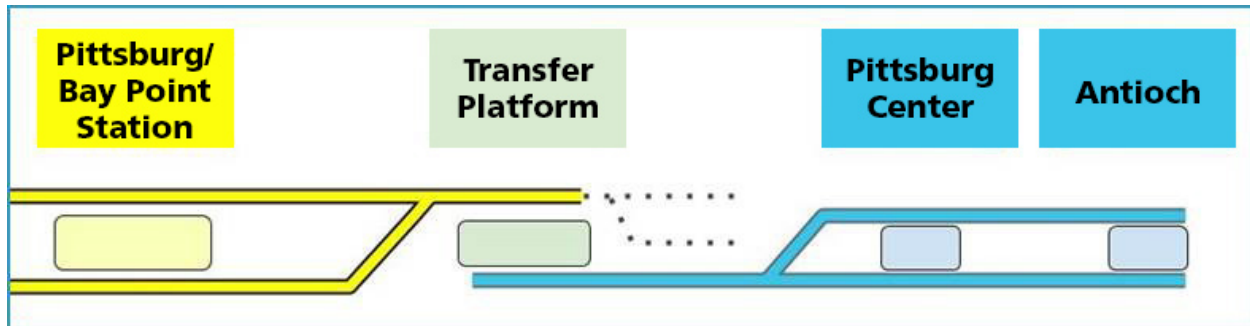 Pittsburg/
Bay Point
Station
Transfer
Platform
Pittsburg
Center
Antioch